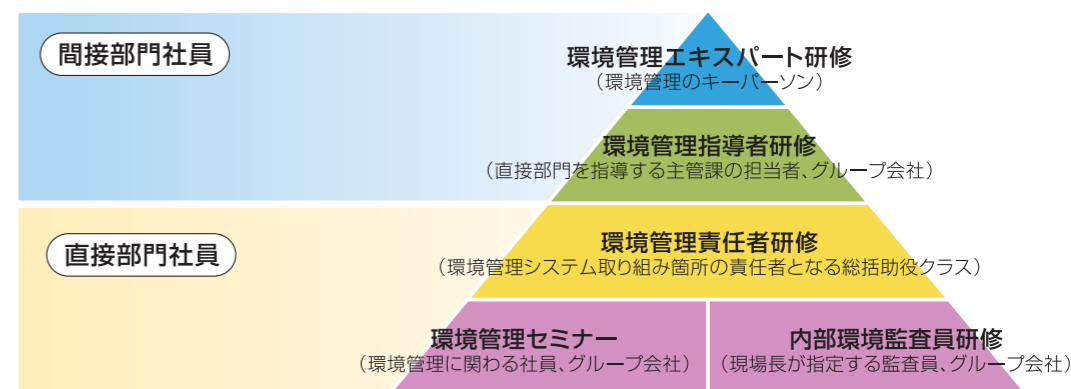 間接部門社員
環境管理エキスパート研修
（環境管理のキーパーソン）
環境管理指導者研修
（直接部門を指導する主管課の担当者、グループ会社）
直接部門社員
環境管理責任者研修
（環境管理システム取り組み箇所の責任者となる総括助役クラス）
環境管理セミナー
（環境管理に関わる社員、グループ会社）
内部環境監査員研修
（現場長が指定する監査員、グループ会社）